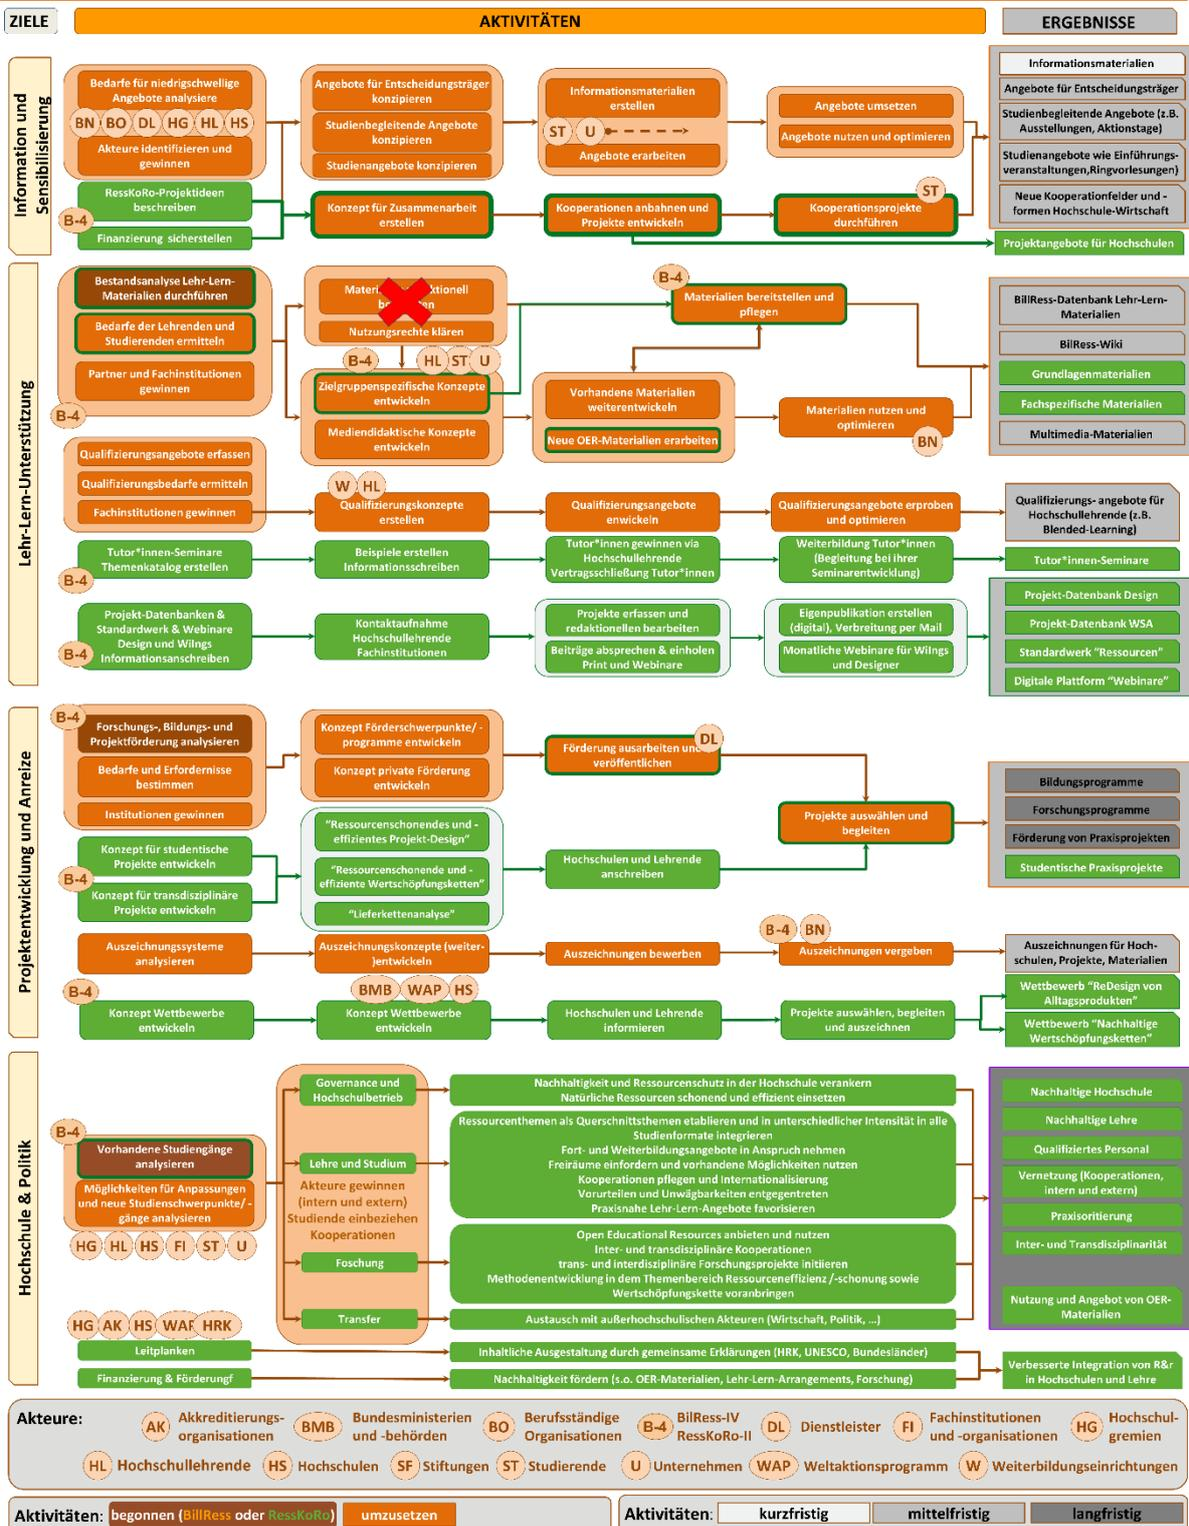 ZIELE
AKTIVITÄTEN
ERGEBNISSE
Information und
Sensibilisierung
Bedarfe für niedrigschwellige
Angebote analysiere
BN BO DL HG HL HS
Akteure identifizieren und
gewinnen
RessKoRo-Projektideen
beschreiben
B-4
Finanzierung sicherstellen
Angebote für Entscheidungsträger
konzipieren
Studienbegleitende Angebote
konzipieren
Studienangebote konzipieren
Konzept für Zusammenarbeit
erstellen
Informationsmaterialien
erstellen
ST U
Angebote erarbeiten
Kooperationen anbahnen und
Projekte entwickeln
Angebote umsetzen
Angebote nutzen und optimieren
ST
Kooperationsprojekte
durchführen
Informationsmaterialien
Angebote für Entscheidungsträger
Studienbegleitende Angebote (z.B.
Ausstellungen, Aktionstage)
Studienangebote wie Einführungs-
veranstaltungen,Ringvorlesungen)
Neue Kooperationfelder und -
formen Hochschule-Wirtschaft
Projektangebote für Hochschulen
Lehr-Lern-Unterstützung
Bestandsanalyse Lehr-Lern-
Materialien durchführen
Bedarfe der Lehrenden und
Studierenden ermitteln
Partner und Fachinstitutionen
gewinnen
B-4
Nutzungsrechte klären
B-4 HL ST U
Zielgruppenspezifische Konzepte
entwickeln
Mediendidaktische Konzepte
entwickeln
B-4
Materialien bereitstellen und
pflegen
Vorhandene Materialien
weiterentwickeln
Neue OER-Materialien erarbeiten
Materialien nutzen und
optimieren
BN
BillRess-Datenbank Lehr-Lern-
Materialien
BilRess-Wiki
Grundlagenmaterialien
Fachspezifische Materialien
Multimedia-Materialien
Qualifizierungsangebote erfassen
Qualifizierungsbedarfe ermitteln
Fachinstitutionen gewinnen
W HL
Qualifizierungskonzepte
erstellen
Qualifizierungsangebote
enwickeln
Qualifizierungsangebote erproben
und optimieren
Qualifizierungs- angebote für
Hochschullehrende (z.B.
Blended-Learning)
Tutor*innen-Seminare
Themenkatalog erstellen
B-4
Beispiele erstellen
Informationsschreiben
Tutor*innen gewinnen via
Hochschullehrende
Vertragsschließung Tutor*innen
Weiterbildung Tutor*innen
(Begleitung bei ihrer
Seminarentwicklung)
Tutor*innen-Seminare
Projekt-Datenbanken &
Standardwerk & Webinare
Design und WiIngs
Informationsanschreiben
B-4
Kontaktaufnahme
Hochschullehrende
Fachinstitutionen
Projekte erfassen und
redaktionellen bearbeiten
Beiträge absprechen & einholen
Print und Webinare
Eigenpublikation erstellen
(digital), Verbreitung per Mail
Monatliche Webinare für WiIngs
und Designer
Projekt-Datenbank Design
Projekt-Datenbank WSA
Standardwerk “Ressourcen”
Digitale Plattform “Webinare”
Projektentwicklung und Anreize
B-4
Forschungs-, Bildungs- und
Projektförderung analysieren
Bedarfe und Erfordernisse
bestimmen
Institutionen gewinnen
Konzept Förderschwerpunkte/ -
programme entwickeln
Konzept private Förderung
entwickeln
DL
Förderung ausarbeiten und
veröffentlichen
Projekte auswählen und
begleiten
Bildungsprogramme
Forschungsprogramme
Förderung von Praxisprojekten
Studentische Praxisprojekte
Konzept für studentische
Projekte entwickeln
B-4
Konzept für transdisziplinäre
Projekte entwickeln
“Ressourcenschonendes und -
effizientes Projekt-Design”
“Ressourcenschonende und -
effiziente Wertschöpfungsketten”
“Lieferkettenanalyse”
Hochschulen und Lehrende
anschreiben
Auszeichnungssysteme
analysieren
Auszeichnungskonzepte (weiter-
)entwickeln
Auszeichnungen bewerben
B-4 BN
Auszeichnungen vergeben
Auszeichnungen für Hoch-
schulen, Projekte, Materialien
B-4
Konzept Wettbewerbe
entwickeln
BMB WAP HS
Konzept Wettbewerbe
entwickeln
Hochschulen und Lehrende
informieren
Projekte auswählen, begleiten
und auszeichnen
Wettbewerb “ReDesign von
Alltagsprodukten”
Wettbewerb “Nachhaltige
Wertschöpfungsketten”
Hochschule & Politik
B-4
Vorhandene Studiengänge
analysieren
Möglichkeiten für Anpassungen
und neue Studienschwerpunkte/ -
gänge analysieren
HG HL HS FI ST U
Governance und
Hochschulbetrieb
Lehre und Studium
Akteure gewinnen
(intern und extern)
Studiende einbeziehen
Kooperationen
Foschung
Transfer
Nachhaltigkeit und Ressourcenschutz in der Hochschule verankern
Natürliche Ressourcen schonend und effizient einsetzen
Ressourcenthemen als Querschnittsthemen etablieren und in unterschiedlicher Intensität in alle
Studienformate integrieren
Fort- und Weiterbildungsangebote in Anspruch nehmen
Freiräume einfordern und vorhandene Möglichkeiten nutzen
Kooperationen pflegen und Internationalisierung
Vorurteilen und Unwägbarkeiten entgegentreten
Praxisnahe Lehr-Lern-Angebote favorisieren
Open Educational Resources anbieten und nutzen
Inter- und transdisziplinäre Kooperationen
trans- und interdisziplinäre Forschungsprojekte initiieren
Methodenentwicklung in dem Themenbereich Ressourceneffizienz /-schonung sowie
Wertschöpfungskette voranbringen
Austausch mit außerhochschulischen Akteuren (Wirtschaft, Politik, ...)
Nachhaltige Hochschule
Nachhaltige Lehre
Qualifiziertes Personal
Vernetzung (Kooperationen,
intern und extern)
Praxisoritierung
Inter- und Transdisziplinarität
Nutzung und Angebot von OER-
Materialien
HG AK HS WAP HRK
Leitplanken
Inhaltliche Ausgestaltung durch gemeinsame Erklärungen (HRK, UNESCO, Bundesländer)
Finanzierung & Förderungf
Nachhaltigkeit fördern (s.o. OER-Materialien, Lehr-Lern-Arrangements, Forschung)
Verbesserte Integration von R&r
in Hochschulen und Lehre
Akteure:
AK Akkreditierungs-
organisationen
BMB Bundesministerien
und -behörden
BO Berufsständige
Organisationen
B-4 BilRess-IV
RessKoRo-II
DL Dienstleister
FI Fachinstitutionen
und -organisationen
HG Hochschul-
gremien
HL Hochschullehrende HS Hochschulen SF Stiftungen ST Studierende U Unternehmen WAP Weltaktionsprogramm W Weiterbildungseinrichtungen
Aktivitäten: begonnen (BillRess oder RessKoRo) umzusetzen
Aktivitäten: kurzfristig mittelfristig langfristig